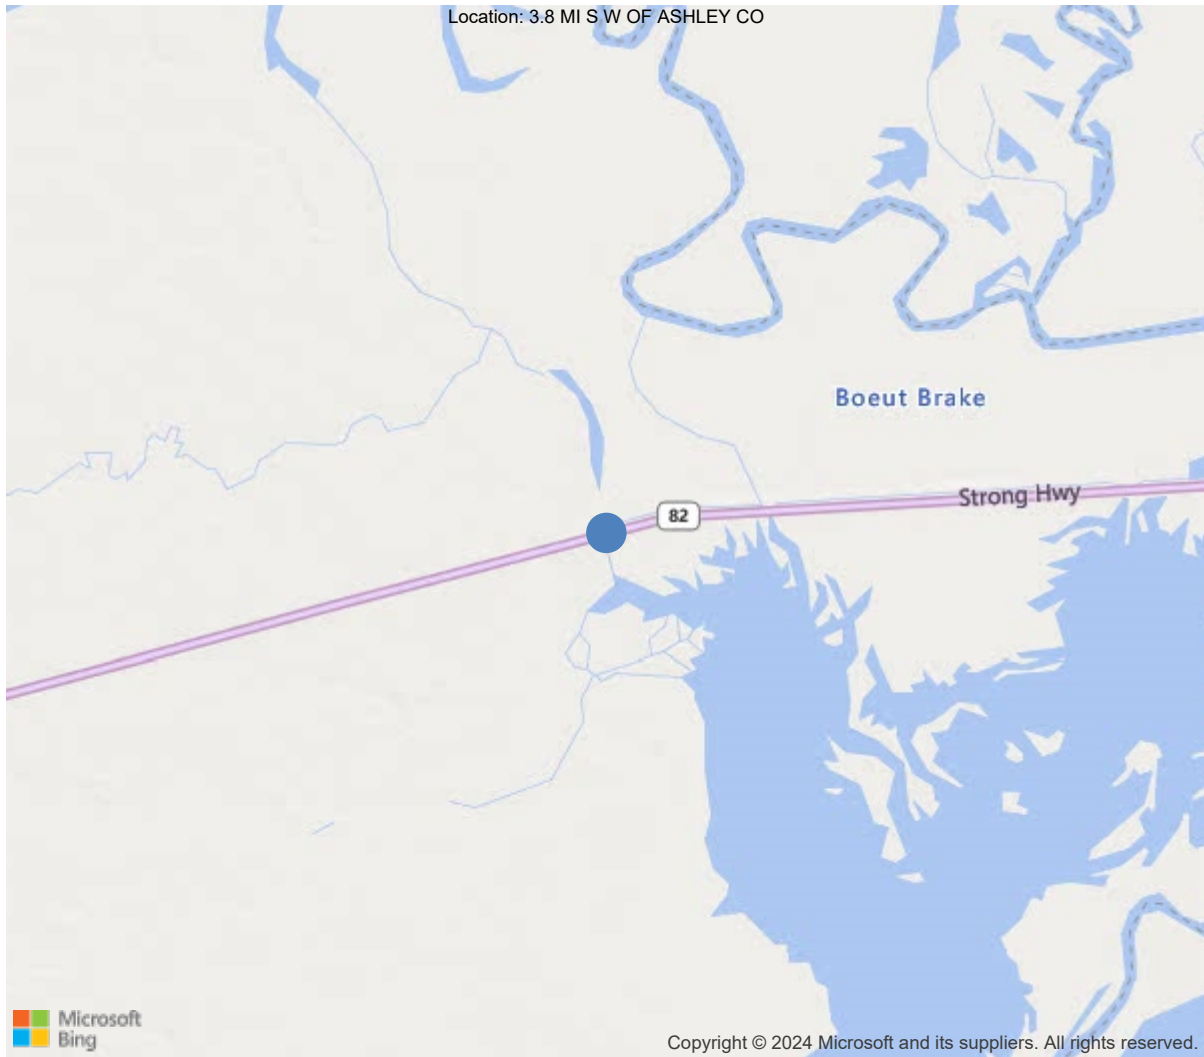 Location: 3.8 MI S W OF ASHLEY CO
Boeut Brake
Strong Hwy
82
Microsoft
Bing
Copyright © 2024 Microsoft and its suppliers. All rights reserved.